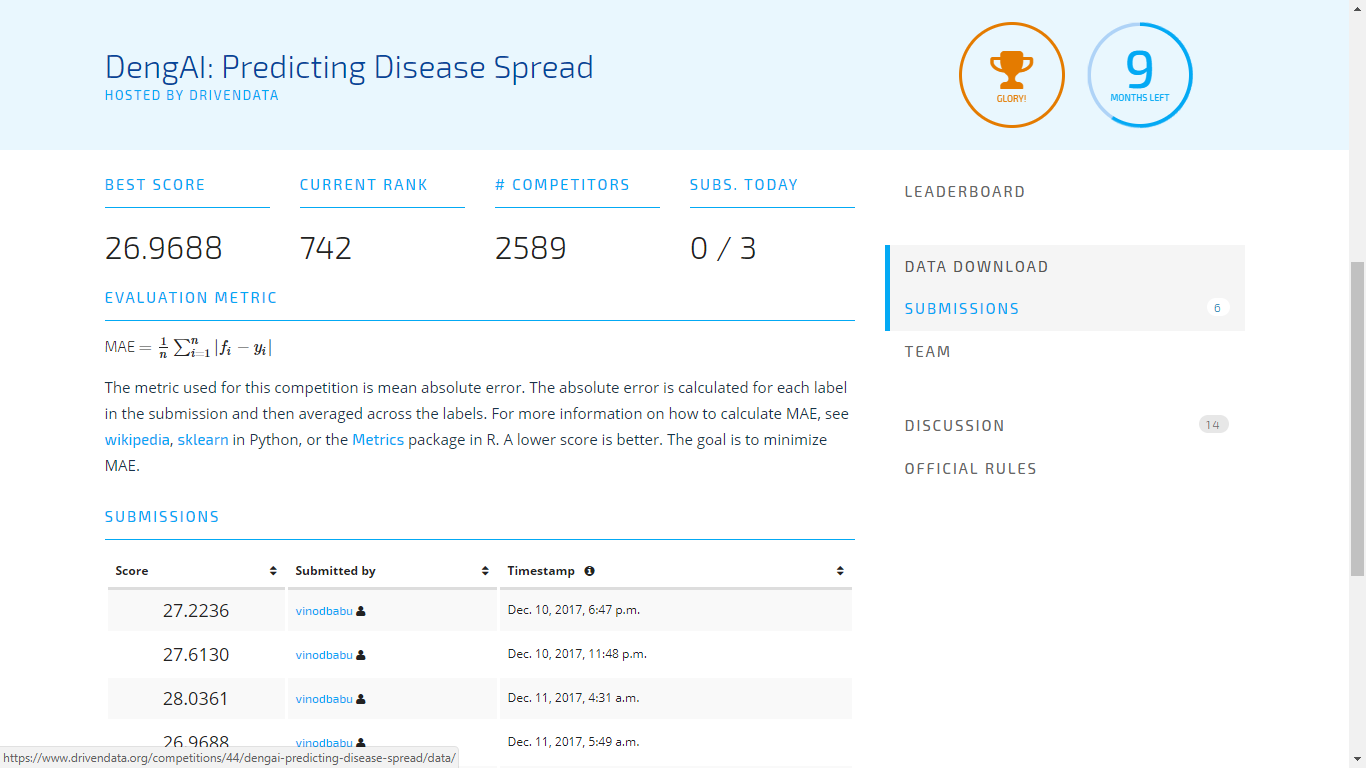 DengAI: Predicting Disease Spread
HOSTED BY DRIVENDATA
GLORY!
9
MONTHS LEFT
BEST SCORE
26.9688
CURRENT RANK
742
# COMPETITORS
2589
SUBS. TODAY
0 / 3
EVALUATION METRIC
MAE = 1/n ∑ⁿᵢ₌₁ |fᵢ − yᵢ|
The metric used for this competition is mean absolute error. The absolute error is calculated for each label
in the submission and then averaged across the labels. For more information on how to calculate MAE, see
wikipedia, sklearn in Python, or the Metrics package in R. A lower score is better. The goal is to minimize
MAE.
SUBMISSIONS
Score Submitted by Timestamp
27.2236 vinodbabu Dec. 10, 2017, 6:47 p.m.
27.6130 vinodbabu Dec. 10, 2017, 11:48 p.m.
28.0361 vinodbabu Dec. 11, 2017, 4:31 a.m.
26.9688 vinodbabu Dec. 11, 2017, 5:49 a.m.
https://www.drivendata.org/competitions/44/dengai-predicting-disease-spread/data/
LEADERBOARD
DATA DOWNLOAD
SUBMISSIONS 6
TEAM
DISCUSSION 14
OFFICIAL RULES